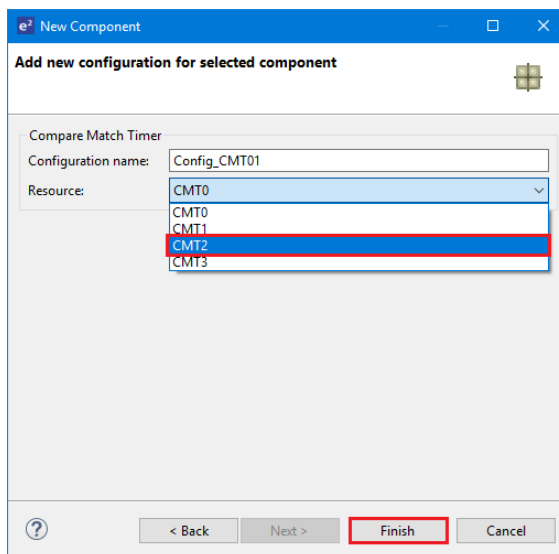 e² New Component
Add new configuration for selected component
Compare Match Timer
Configuration name: Config_CMT01
Resource: CMT0
CMT0
CMT1
CMT2
CMT3
? < Back Next > Finish Cancel